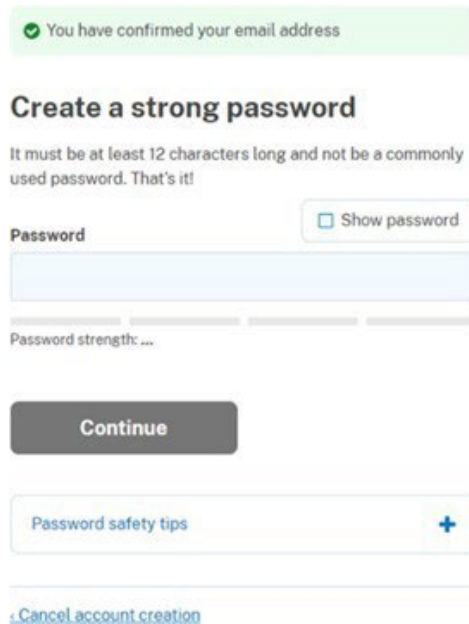 You have confirmed your email address
Create a strong password
It must be at least 12 characters long and not be a commonly
used password. That's it!
Show password
Password
Password strength: ...
Continue
Password safety tips
‹ Cancel account creation